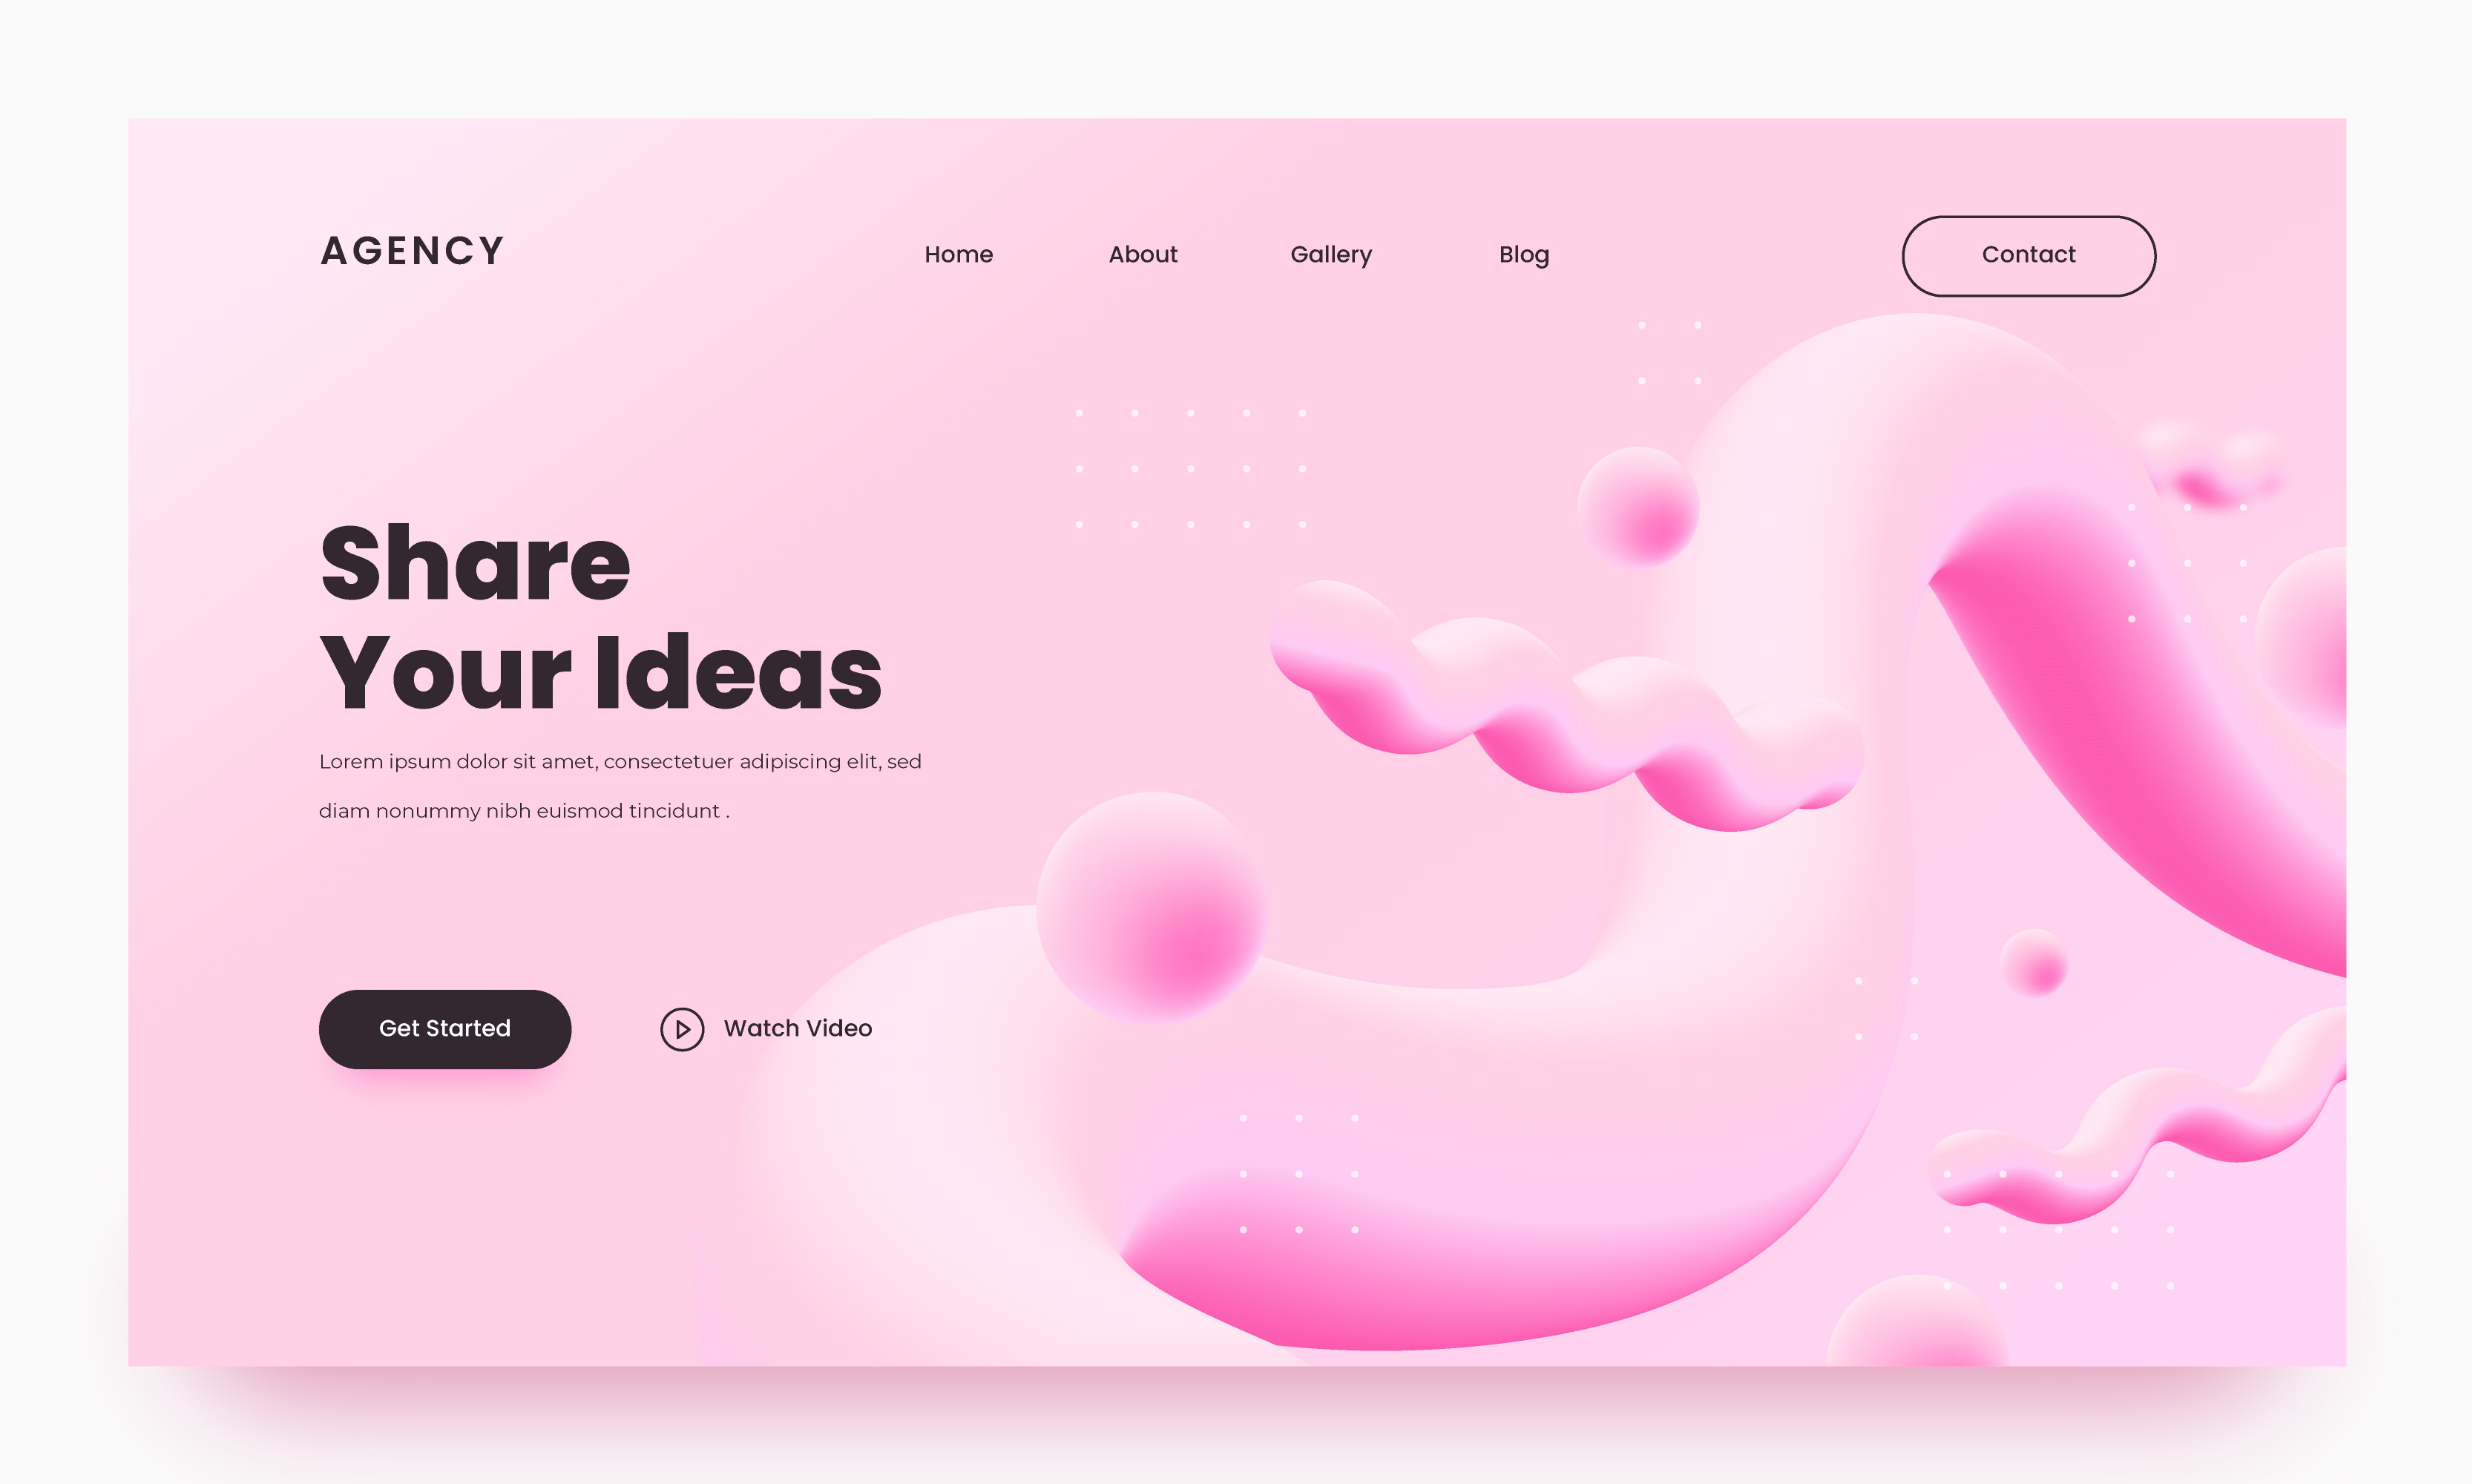 AGENCY
Home About Gallery Blog Contact
Share
Your Ideas
Lorem ipsum dolor sit amet, consectetuer adipiscing elit, sed
diam nonummy nibh euismod tincidunt .
Get Started Watch Video